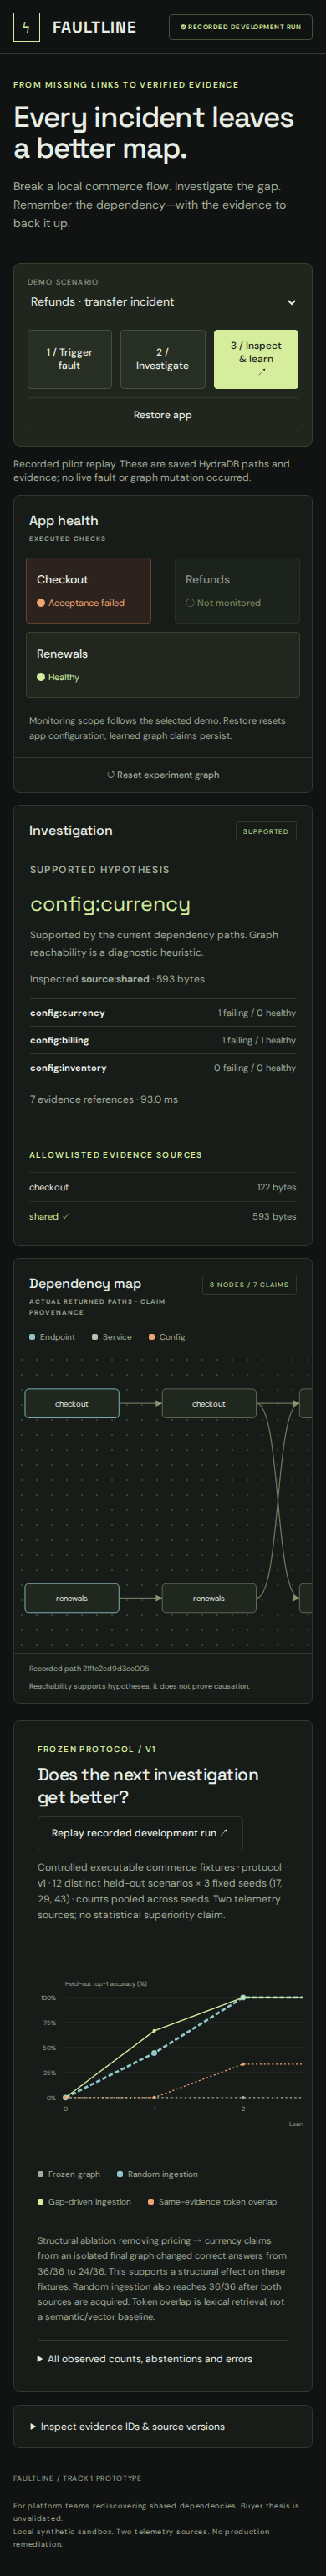 FAULTLINE
RECORDED DEVELOPMENT RUN
FROM MISSING LINKS TO VERIFIED EVIDENCE
Every incident leaves
a better map.
Break a local commerce flow. Investigate the gap.
Remember the dependency—with the evidence to
back it up.
DEMO SCENARIO
Refunds · transfer incident
1 / Trigger
fault
2 /
Investigate
3 / Inspect
& learn
↗
Restore app
Recorded pilot replay. These are saved HydraDB paths and
evidence; no live fault or graph mutation occurred.
App health
EXECUTED CHECKS
Checkout
Acceptance failed
Refunds
Not monitored
Renewals
Healthy
Monitoring scope follows the selected demo. Restore resets
app configuration; learned graph claims persist.
Reset experiment graph
Investigation
SUPPORTED
SUPPORTED HYPOTHESIS
config:currency
Supported by the current dependency paths. Graph
reachability is a diagnostic heuristic.
Inspected source:shared · 593 bytes
config:currency 1 failing / 0 healthy
config:billing 1 failing / 1 healthy
config:inventory 0 failing / 0 healthy
7 evidence references · 93.0 ms
ALLOWLISTED EVIDENCE SOURCES
checkout 122 bytes
shared ✓ 593 bytes
Dependency map
8 NODES / 7 CLAIMS
ACTUAL RETURNED PATHS · CLAIM
PROVENANCE
Endpoint Service Config
checkout checkout
renewals renewals
Recorded path 21ffc2ed9d3cc005
Reachability supports hypotheses; it does not prove causation.
FROZEN PROTOCOL / V1
Does the next investigation
get better?
Replay recorded development run ↗
Controlled executable commerce fixtures · protocol
v1 · 12 distinct held-out scenarios × 3 fixed seeds (17,
29, 43) · counts pooled across seeds. Two telemetry
sources; no statistical superiority claim.
Held-out top-1 accuracy (%)
100%
75%
50%
25%
0%
0 1 2
Learr
Frozen graph Random ingestion
Gap-driven ingestion Same-evidence token overlap
Structural ablation: removing pricing → currency claims
from an isolated final graph changed correct answers from
36/36 to 24/36. This supports a structural effect on these
fixtures. Random ingestion also reaches 36/36 after both
sources are acquired. Token overlap is lexical retrieval, not
a semantic/vector baseline.
▶ All observed counts, abstentions and errors
▶ Inspect evidence IDs & source versions
FAULTLINE / TRACK 1 PROTOTYPE
For platform teams rediscovering shared dependencies. Buyer thesis is
unvalidated.
Local synthetic sandbox. Two telemetry sources. No production
remediation.